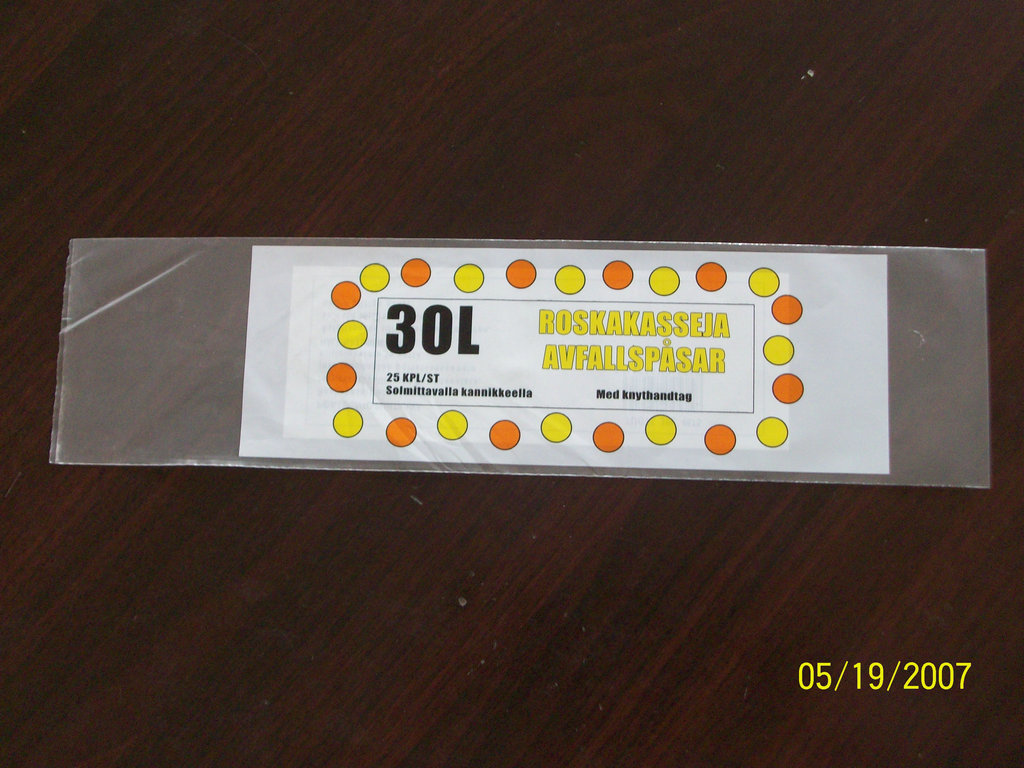 30L
ROSKAKASSEJA
AVFALLSPÅSAR
25 KPL/ST
Solmittavalla kannikkeella
Med knythandtag
05/19/2007